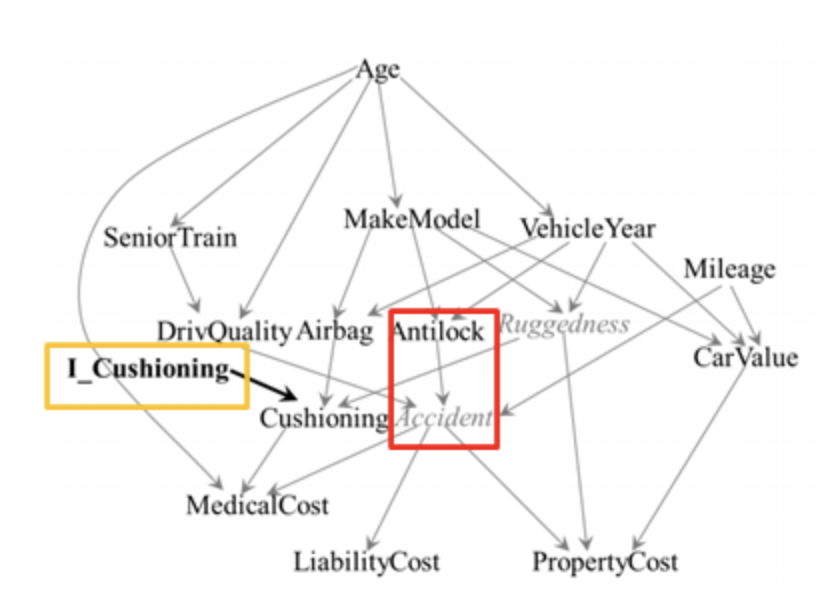 Age
MakeModel
VehicleYear
SeniorTrain
Mileage
DrivQuality Airbag Antilock Ruggedness
CarValue
I_Cushioning
Cushioning Accident
MedicalCost
LiabilityCost PropertyCost